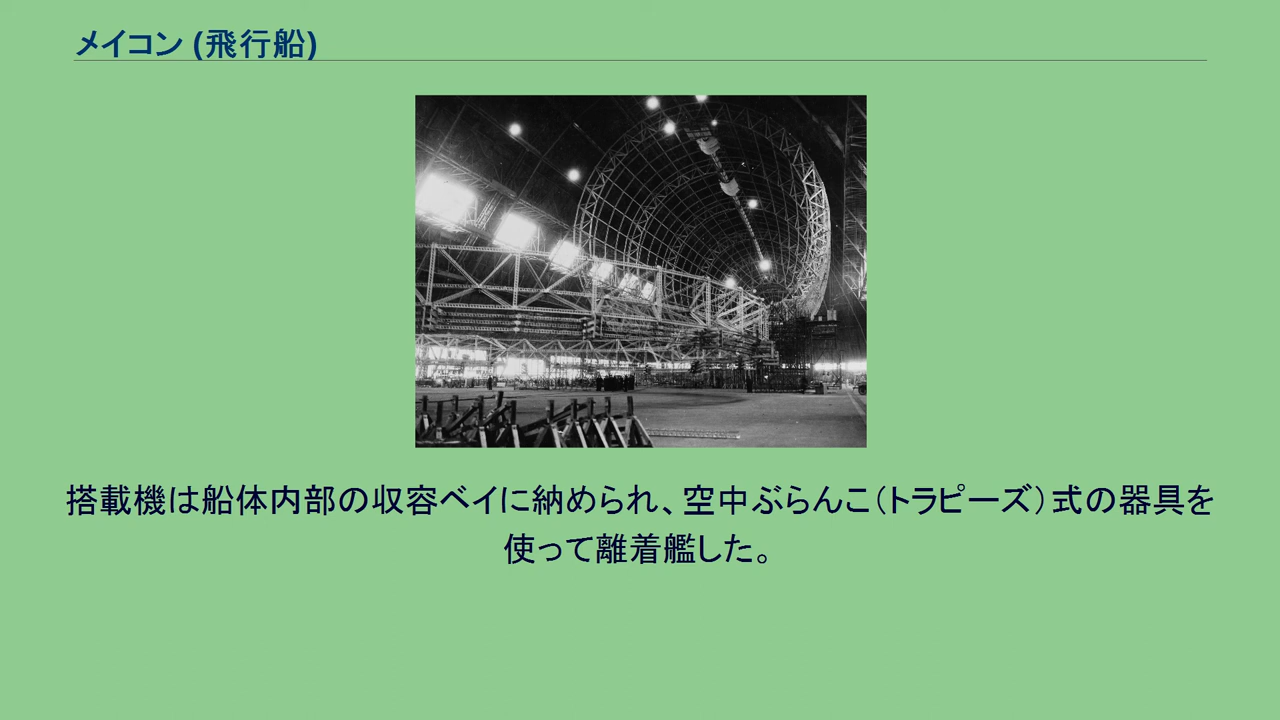 メイコン (飛行船)
搭載機は船体内部の収容ベイに納められ、空中ぶらんこ（トラピーズ）式の器具を
使って離着艦した。